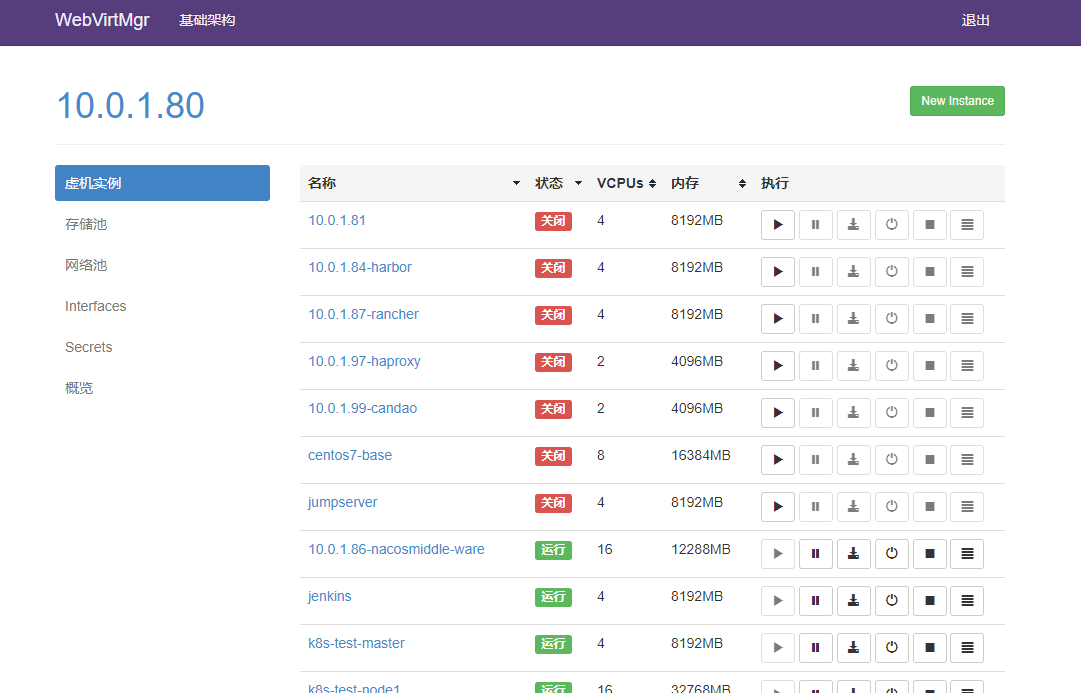 WebVirtMgr 基础架构 退出
10.0.1.80 New Instance
虚机实例
存储池
网络池
Interfaces
Secrets
概览
名称 状态 VCPUs 内存 执行
10.0.1.81 关闭 4 8192MB
10.0.1.84-harbor 关闭 4 8192MB
10.0.1.87-rancher 关闭 4 8192MB
10.0.1.97-haproxy 关闭 2 4096MB
10.0.1.99-candao 关闭 2 4096MB
centos7-base 关闭 8 16384MB
jumpserver 关闭 4 8192MB
10.0.1.86-nacosmiddle-ware 运行 16 12288MB
jenkins 运行 4 8192MB
k8s-test-master 运行 4 8192MB
k8s-test-node1 运行 16 32768MB